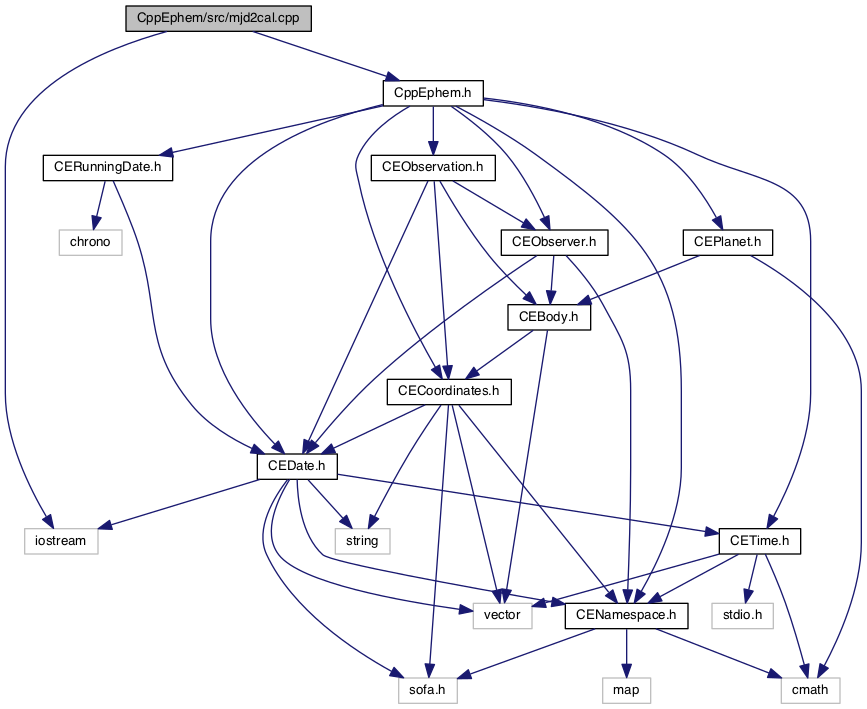 CppEphem/src/mjd2cal.cpp
CppEphem.h
CERunningDate.h
CEObservation.h
chrono
CEObserver.h
CEPlanet.h
CEBody.h
CECoordinates.h
CEDate.h
iostream
string
CETime.h
vector
CENamespace.h
stdio.h
sofa.h
map
cmath